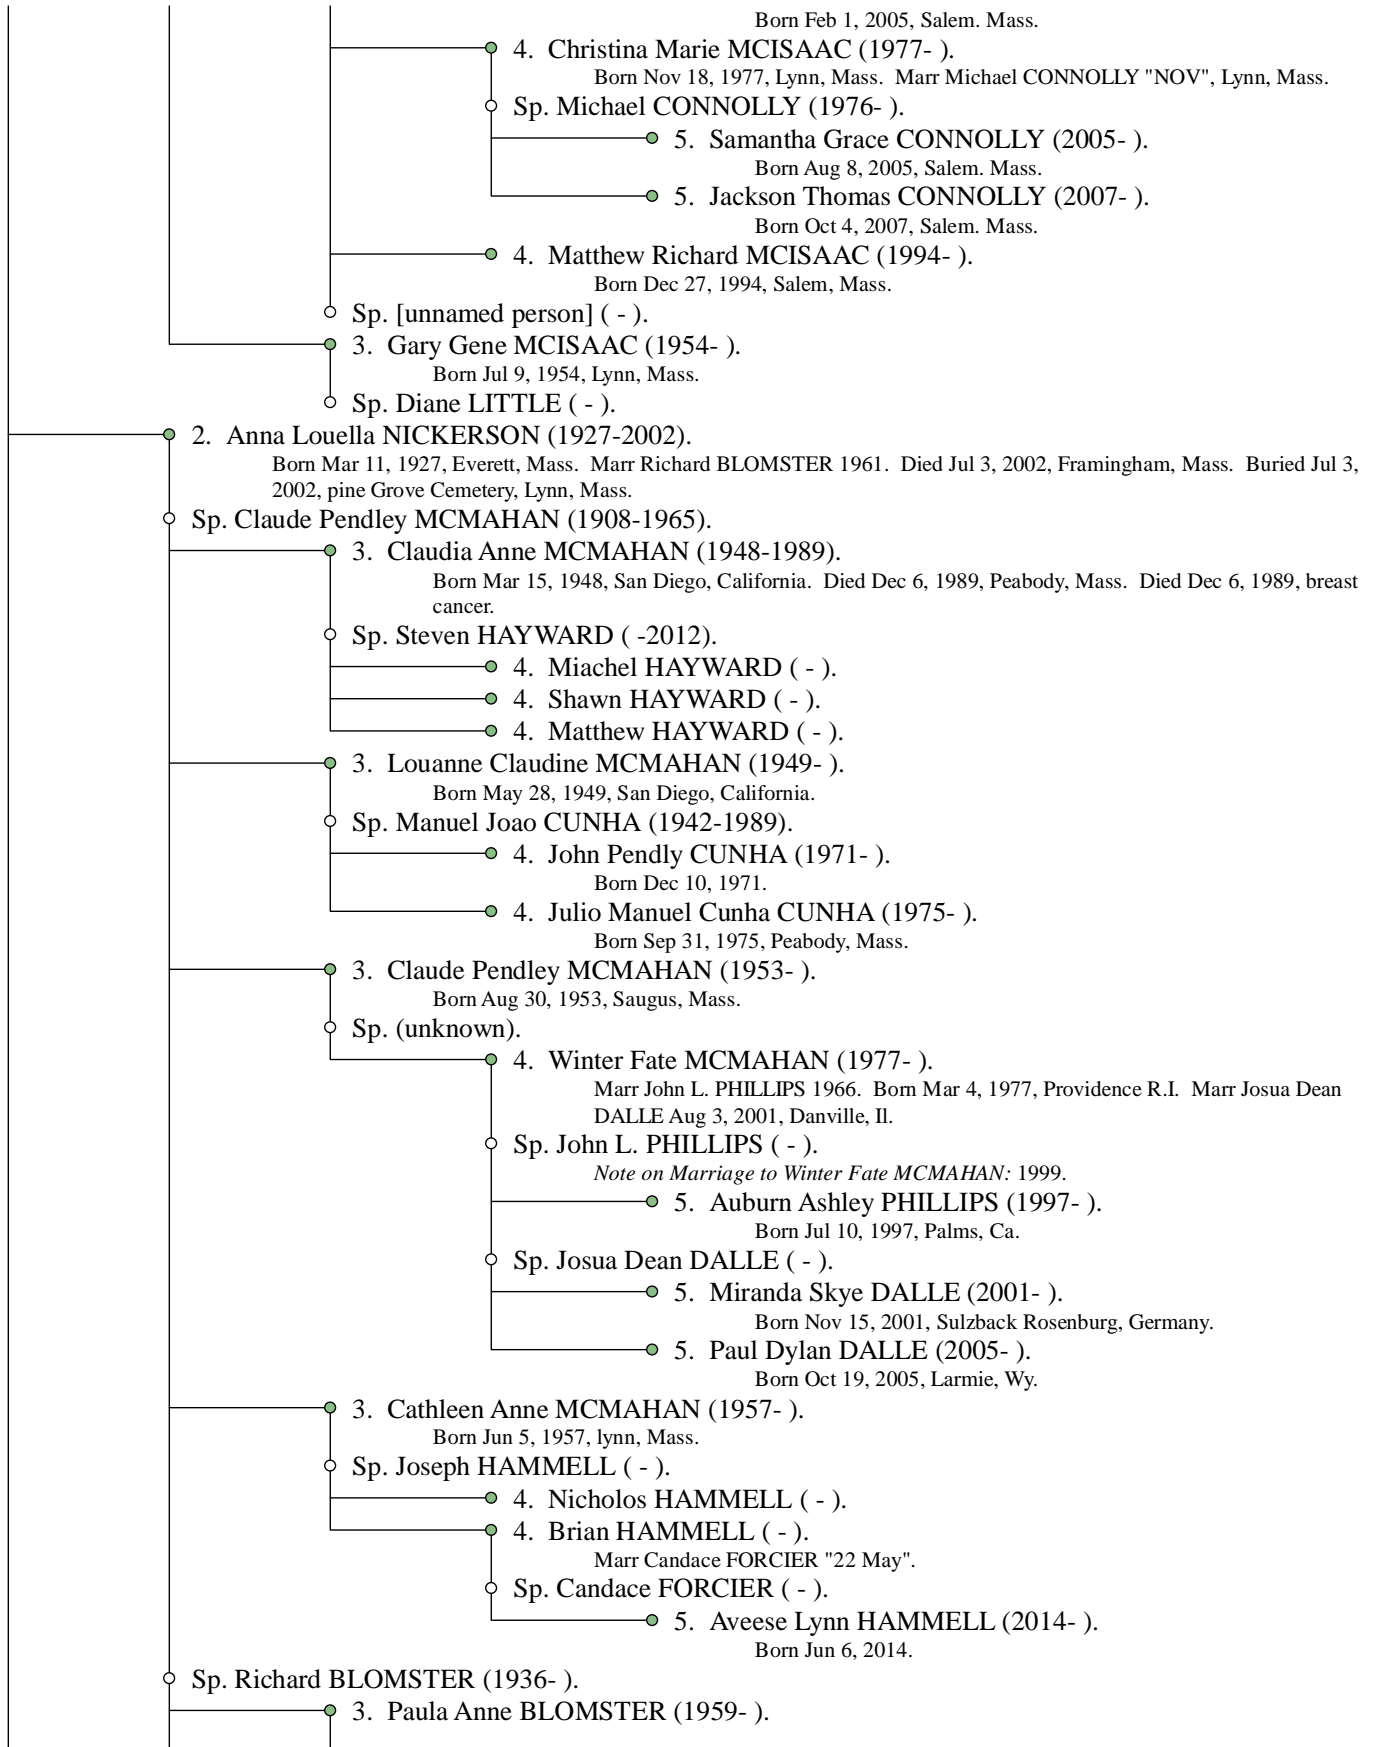 Born Feb 1, 2005, Salem. Mass.
4. Christina Marie MCISAAC (1977- ).
Born Nov 18, 1977, Lynn, Mass. Marr Michael CONNOLLY "NOV", Lynn, Mass.
Sp. Michael CONNOLLY (1976- ).
5. Samantha Grace CONNOLLY (2005- ).
Born Aug 8, 2005, Salem. Mass.
5. Jackson Thomas CONNOLLY (2007- ).
Born Oct 4, 2007, Salem. Mass.
4. Matthew Richard MCISAAC (1994- ).
Born Dec 27, 1994, Salem, Mass.
Sp. [unnamed person] ( - ).
3. Gary Gene MCISAAC (1954- ).
Born Jul 9, 1954, Lynn, Mass.
Sp. Diane LITTLE ( - ).
2. Anna Louella NICKERSON (1927-2002).
Born Mar 11, 1927, Everett, Mass. Marr Richard BLOMSTER 1961. Died Jul 3, 2002, Framingham, Mass. Buried Jul 3,
2002, pine Grove Cemetery, Lynn, Mass.
Sp. Claude Pendley MCMAHAN (1908-1965).
3. Claudia Anne MCMAHAN (1948-1989).
Born Mar 15, 1948, San Diego, California. Died Dec 6, 1989, Peabody, Mass. Died Dec 6, 1989, breast
cancer.
Sp. Steven HAYWARD ( -2012).
4. Miachel HAYWARD ( - ).
4. Shawn HAYWARD ( - ).
4. Matthew HAYWARD ( - ).
3. Louanne Claudine MCMAHAN (1949- ).
Born May 28, 1949, San Diego, California.
Sp. Manuel Joao CUNHA (1942-1989).
4. John Pendly CUNHA (1971- ).
Born Dec 10, 1971.
4. Julio Manuel Cunha CUNHA (1975- ).
Born Sep 31, 1975, Peabody, Mass.
3. Claude Pendley MCMAHAN (1953- ).
Born Aug 30, 1953, Saugus, Mass.
Sp. (unknown).
4. Winter Fate MCMAHAN (1977- ).
Marr John L. PHILLIPS 1966. Born Mar 4, 1977, Providence R.I. Marr Josua Dean
DALLE Aug 3, 2001, Danville, Il.
Sp. John L. PHILLIPS ( - ).
Note on Marriage to Winter Fate MCMAHAN: 1999.
5. Auburn Ashley PHILLIPS (1997- ).
Born Jul 10, 1997, Palms, Ca.
Sp. Josua Dean DALLE ( - ).
5. Miranda Skye DALLE (2001- ).
Born Nov 15, 2001, Sulzback Rosenburg, Germany.
5. Paul Dylan DALLE (2005- ).
Born Oct 19, 2005, Larmie, Wy.
3. Cathleen Anne MCMAHAN (1957- ).
Born Jun 5, 1957, lynn, Mass.
Sp. Joseph HAMMELL ( - ).
4. Nicholos HAMMELL ( - ).
4. Brian HAMMELL ( - ).
Marr Candace FORCIER "22 May".
Sp. Candace FORCIER ( - ).
5. Aveese Lynn HAMMELL (2014- ).
Born Jun 6, 2014.
Sp. Richard BLOMSTER (1936- ).
3. Paula Anne BLOMSTER (1959- ).